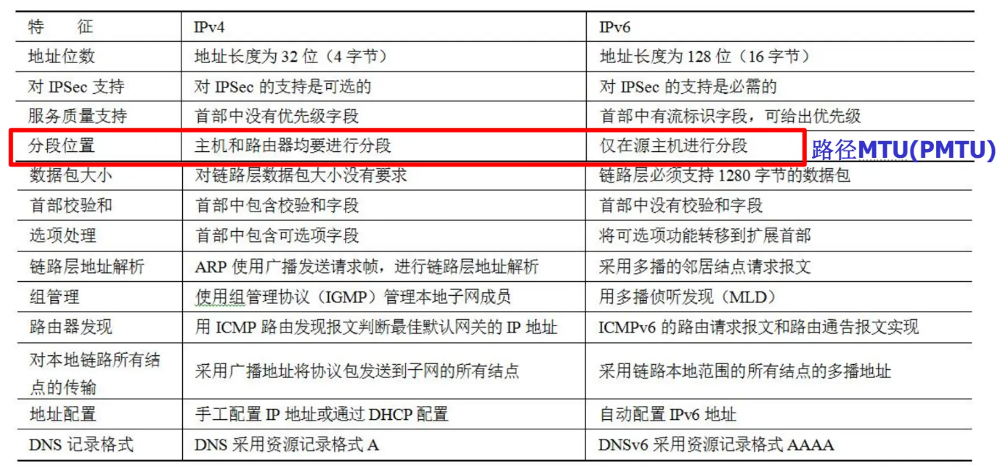 特 征 IPv4 IPv6
地址位数 地址长度为 32 位（4 字节） 地址长度为 128 位（16 字节）
对 IPSec 支持 对 IPSec 的支持是可选的 对 IPSec 的支持是必需的
服务质量支持 首部中没有优先级字段 首部中有流标识字段，可给出优先级
分段位置 主机和路由器均要进行分段 仅在源主机进行分段 路径MTU(PMTU)
数据包大小 对链路层数据包大小没有要求 链路层必须支持 1280 字节的数据包
首部校验和 首部中包含校验和字段 首部中没有校验和字段
选项处理 首部中包含可选项字段 将可选项功能转移到扩展首部
链路层地址解析 ARP 使用广播发送请求帧，进行链路层地址解析 采用多播的邻居结点请求报文
组管理 使用组管理协议（IGMP）管理本地子网成员 用多播侦听发现（MLD）
路由器发现 用 ICMP 路由发现报文判断最佳默认网关的 IP 地址 ICMPv6 的路由请求报文和路由通告报文实现
对本地链路所有结
点的传输 采用广播地址将协议包发送到子网的所有结点 采用链路本地范围的所有结点的多播地址
地址配置 手工配置 IP 地址或通过 DHCP 配置 自动配置 IPv6 地址
DNS 记录格式 DNS 采用资源记录格式 A DNSv6 采用资源记录格式 AAAA